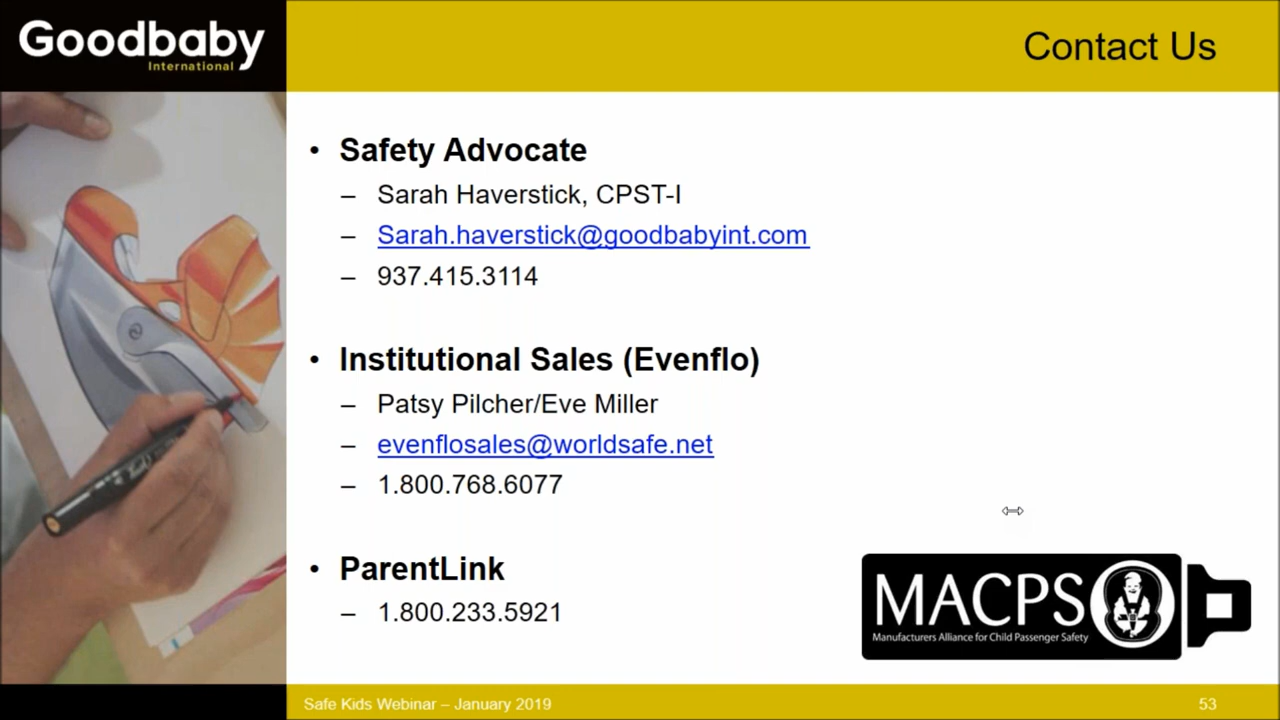 Goodbaby
International
Contact Us
• Safety Advocate
– Sarah Haverstick, CPST-I
– Sarah.haverstick@goodbabyint.com
– 937.415.3114
• Institutional Sales (Evenflo)
– Patsy Pilcher/Eve Miller
– evenflosales@worldsafe.net
– 1.800.768.6077
• ParentLink
– 1.800.233.5921
MACPS
Manufacturers Alliance for Child Passenger Safety
Safe Kids Webinar – January 2019
53